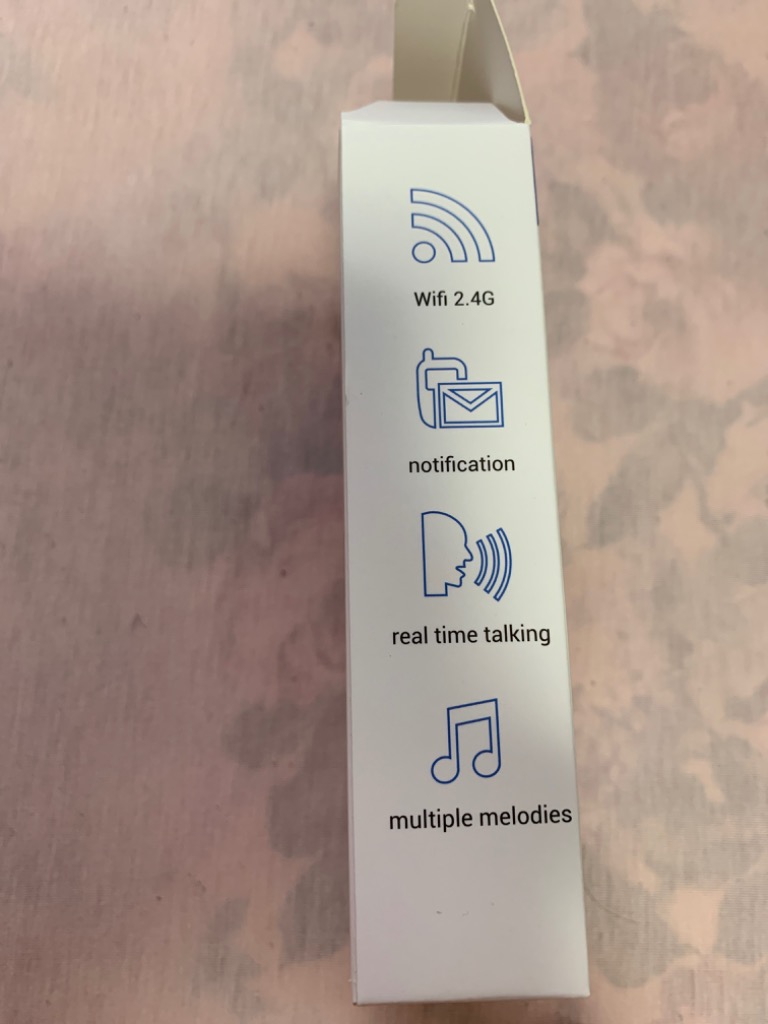 Wifi 2.4G
notification
real time talking
multiple melodies